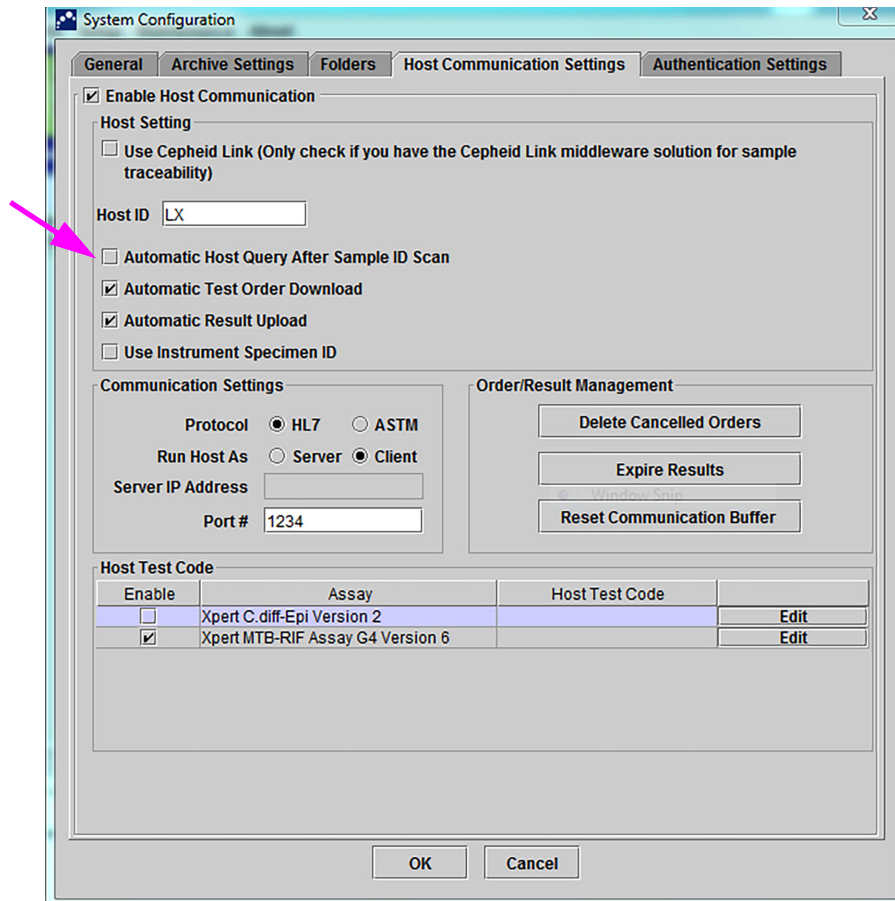 System Configuration
General Archive Settings Folders Host Communication Settings Authentication Settings
Enable Host Communication
Host Setting
Use Cepheid Link (Only check if you have the Cepheid Link middleware solution for sample
traceability)
Host ID LX
Automatic Host Query After Sample ID Scan
Automatic Test Order Download
Automatic Result Upload
Use Instrument Specimen ID
Communication Settings
Protocol HL7 ASTM
Run Host As Server Client
Server IP Address
Port # 1234
Order/Result Management
Delete Cancelled Orders
Expire Results
Window Snip
Reset Communication Buffer
Host Test Code
Enable Assay Host Test Code
Xpert C.diff-Epi Version 2 Edit
Xpert MTB-RIF Assay G4 Version 6 Edit
OK Cancel